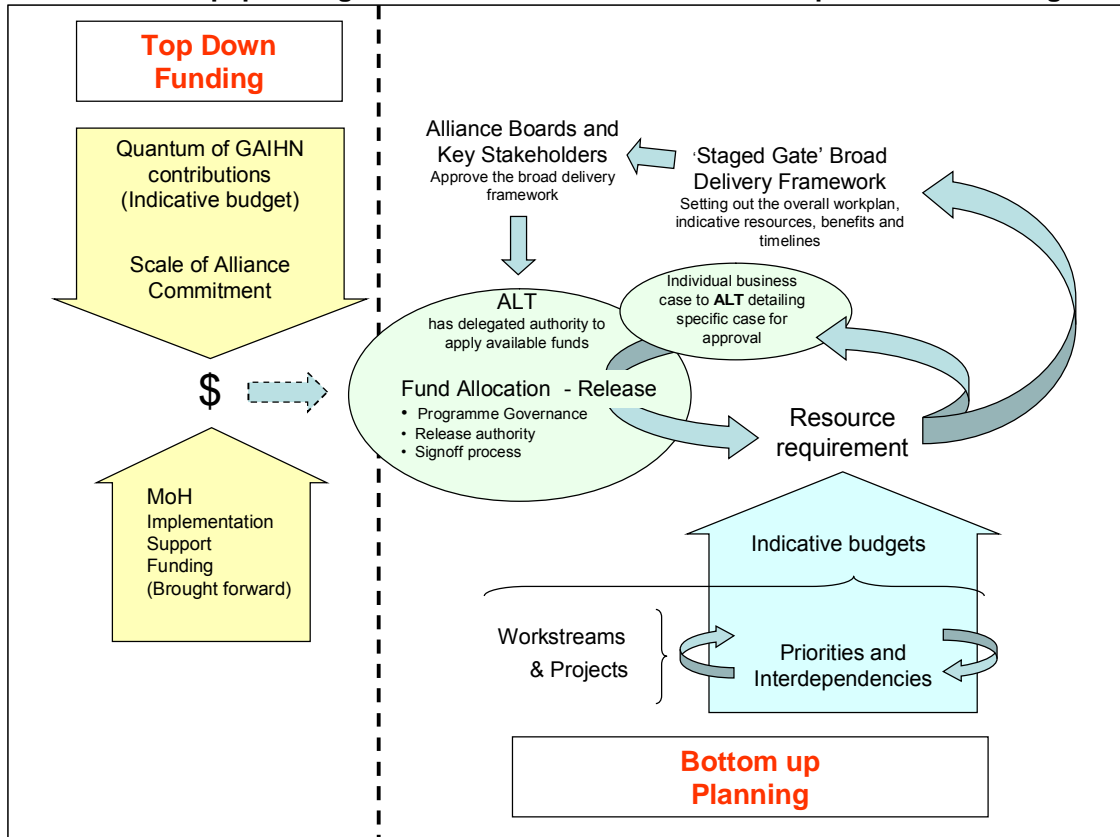 Top Down
Funding
Quantum of GAIHN
contributions
(Indicative budget)
Scale of Alliance
Commitment
$
MoH
Implementation
Support
Funding
(Brought forward)
Alliance Boards and
Key Stakeholders
Approve the broad delivery
framework
'Staged Gate' Broad
Delivery Framework
Setting out the overall workplan,
indicative resources, benefits and
timelines
Individual business
case to ALT detailing
specific case for
approval
ALT
has delegated authority to
apply available funds
Fund Allocation - Release
• Programme Governance
• Release authority
• Signoff process
Resource
requirement
Indicative budgets
Workstreams
& Projects
Priorities and
Interdependencies
Bottom up
Planning